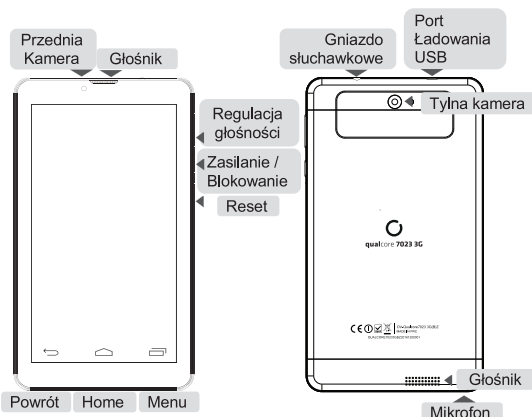 Przednia
Kamera
Głośnik
Regulacja
głośności
Zasilanie /
Blokowanie
Reset
Powrót
Home
Menu
Gniazdo
słuchawkowe
Port
Ładowania
USB
Tylna kamera
qualcore 7023 3G
Głośnik
Mikrofon